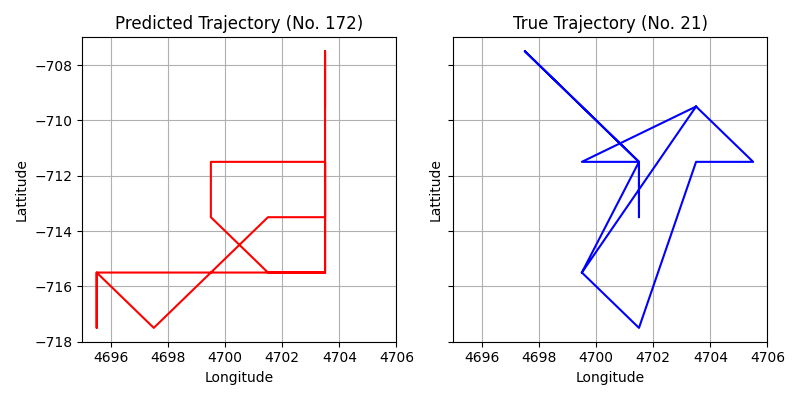 Predicted Trajectory (No. 172)
True Trajectory (No. 21)
−708
−710
−712
−714
−716
−718
Lattitude
Lattitude
4696 4698 4700 4702 4704 4706
4696 4698 4700 4702 4704 4706
Longitude
Longitude